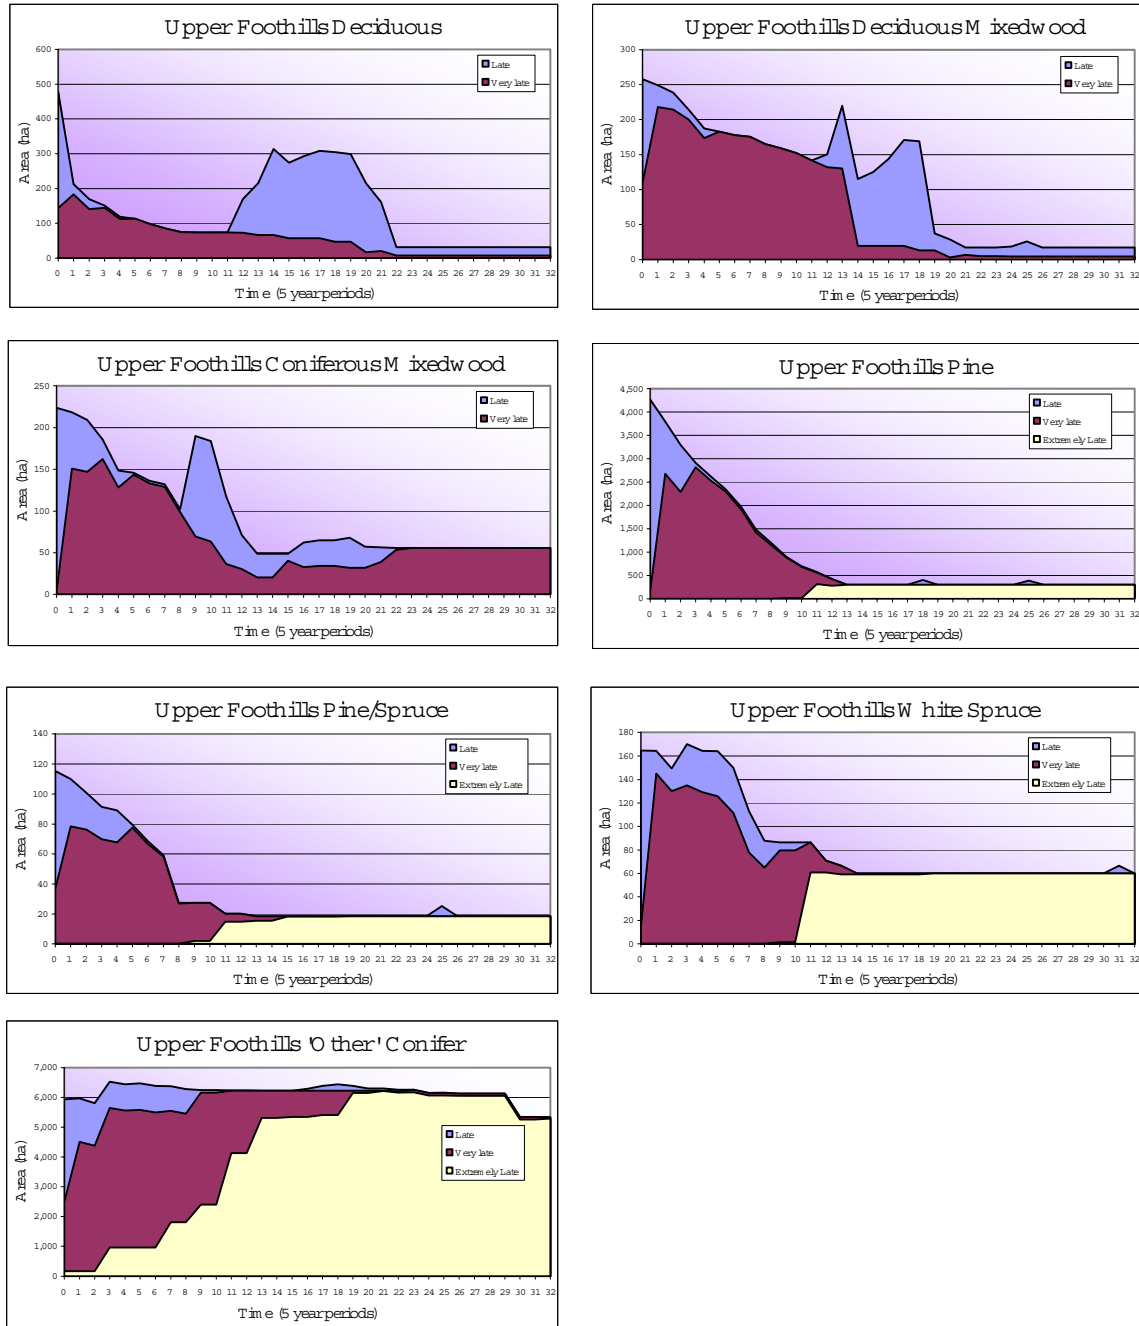 Upper Foothills Deciduous
600
500
400
300
200
100
0
Area (ha)
Late
Very late
0 1 2 3 4 5 6 7 8 9 10 11 12 13 14 15 16 17 18 19 20 21 22 23 24 25 26 27 28 29 30 31 32
Time (5 year periods)
Upper Foothills Deciduous Mixedwood
300
250
200
150
100
50
0
Area (ha)
Late
Very late
0 1 2 3 4 5 6 7 8 9 10 11 12 13 14 15 16 17 18 19 20 21 22 23 24 25 26 27 28 29 30 31 32
Time (5 year periods)
Upper Foothills Coniferous Mixedwood
250
200
150
100
50
0
Area (ha)
Late
Very late
0 1 2 3 4 5 6 7 8 9 10 11 12 13 14 15 16 17 18 19 20 21 22 23 24 25 26 27 28 29 30 31 32
Time (5 year periods)
Upper Foothills Pine
4,500
4,000
3,500
3,000
2,500
2,000
1,500
1,000
500
0
Area (ha)
Late
Very late
Extremely Late
0 1 2 3 4 5 6 7 8 9 10 11 12 13 14 15 16 17 18 19 20 21 22 23 24 25 26 27 28 29 30 31 32
Time (5 year periods)
Upper Foothills Pine/Spruce
140
120
100
80
60
40
20
0
Area (ha)
Late
Very late
Extremely Late
0 1 2 3 4 5 6 7 8 9 10 11 12 13 14 15 16 17 18 19 20 21 22 23 24 25 26 27 28 29 30 31 32
Time (5 year periods)
Upper Foothills White Spruce
180
160
140
120
100
80
60
40
20
0
Area (ha)
Late
Very late
Extremely Late
0 1 2 3 4 5 6 7 8 9 10 11 12 13 14 15 16 17 18 19 20 21 22 23 24 25 26 27 28 29 30 31 32
Time (5 year periods)
Upper Foothills 'Other' Conifer
7,000
6,000
5,000
4,000
3,000
2,000
1,000
0
Area (ha)
Late
Very late
Extremely Late
0 1 2 3 4 5 6 7 8 9 10 11 12 13 14 15 16 17 18 19 20 21 22 23 24 25 26 27 28 29 30 31 32
Time (5 year periods)